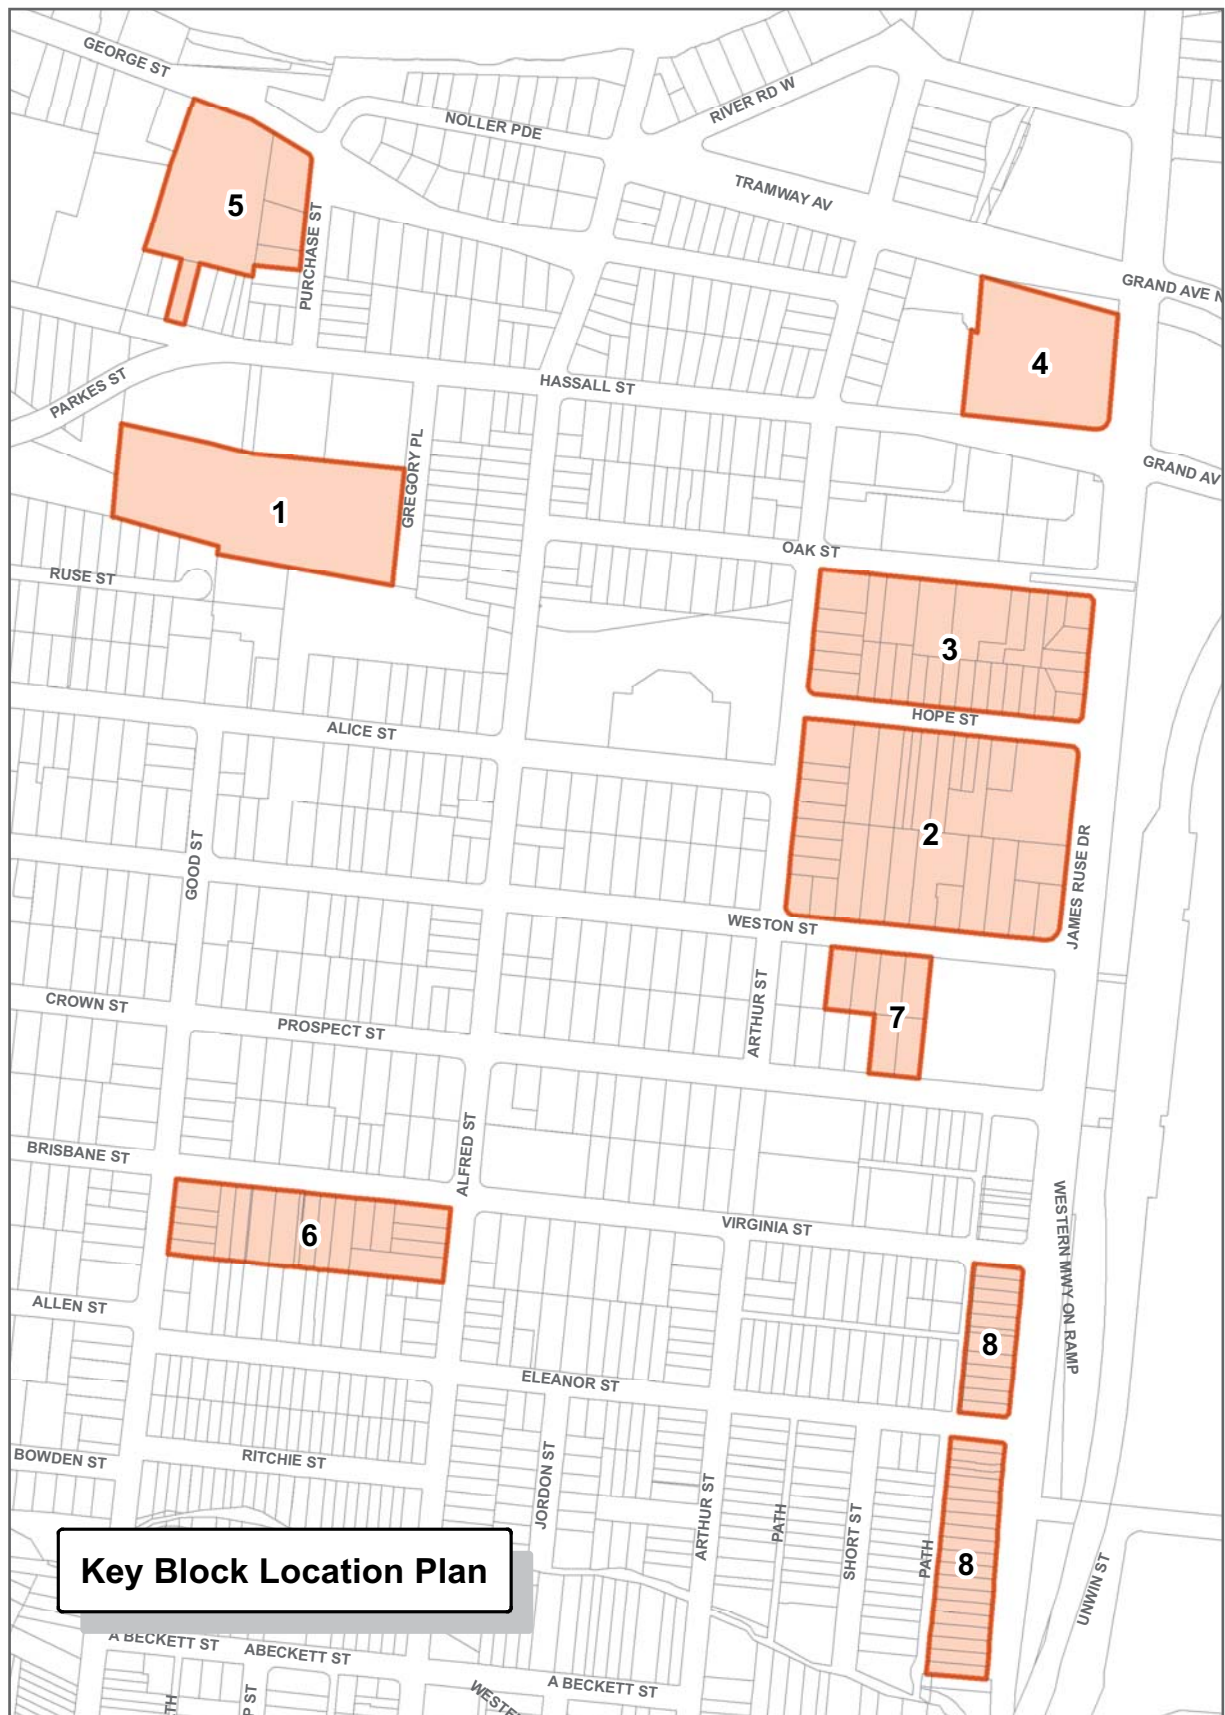 GEORGE ST
NOLLER PDE
RIVER RD W
TRAMWAY AV
5
PURCHASE ST
GRAND AVE N
4
HASSALL ST
PARKES ST
GREGORY PL
GRAND AV
1
OAK ST
RUSE ST
3
HOPE ST
ALICE ST
2
GOOD ST
JAMES RUSE DR
WESTON ST
ARTHUR ST
7
CROWN ST
PROSPECT ST
ALFRED ST
BRISBANE ST
6
VIRGINIA ST
WESTERN MWY ON RAMP
ALLEN ST
8
ELEANOR ST
BOWDEN ST
RITCHIE ST
JORDON ST
ARTHUR ST
PATH
SHORT ST
PATH
8
UNWIN ST
Key Block Location Plan
A BECKETT ST
ABECKETT ST
A BECKETT ST
TH
P ST